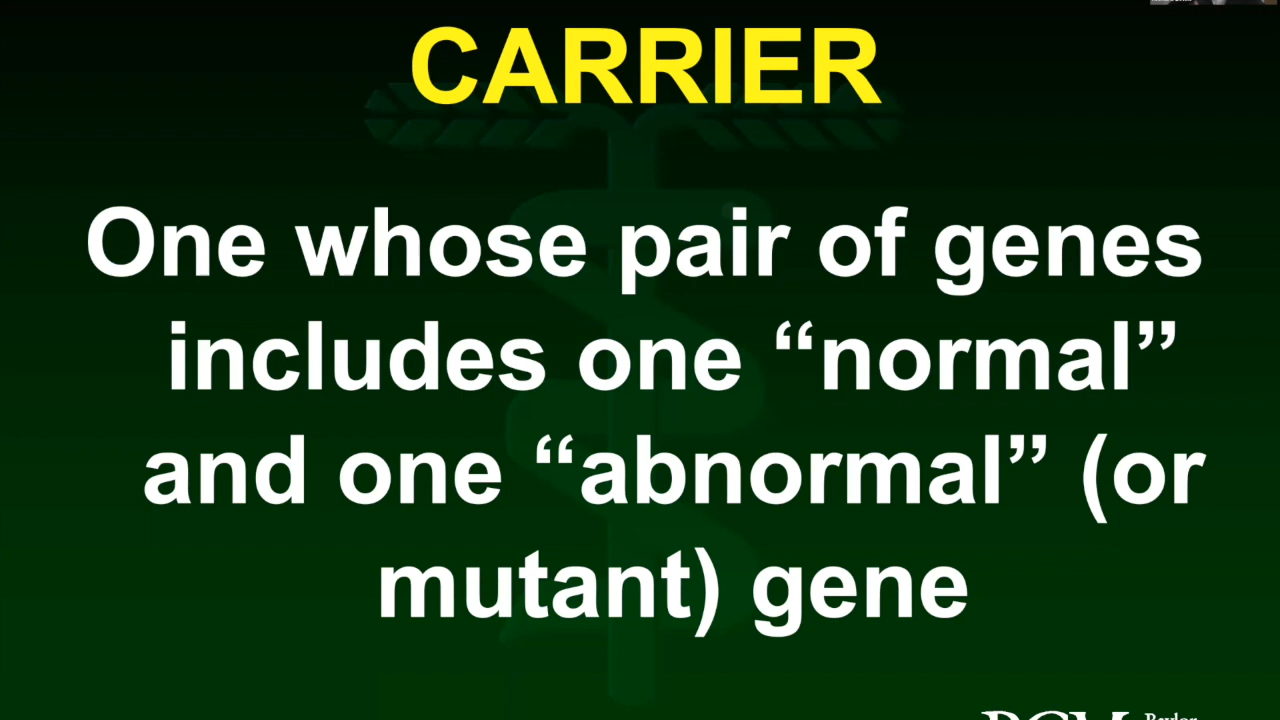 CARRIER
One whose pair of genes
includes one “normal”
and one “abnormal” (or
mutant) gene